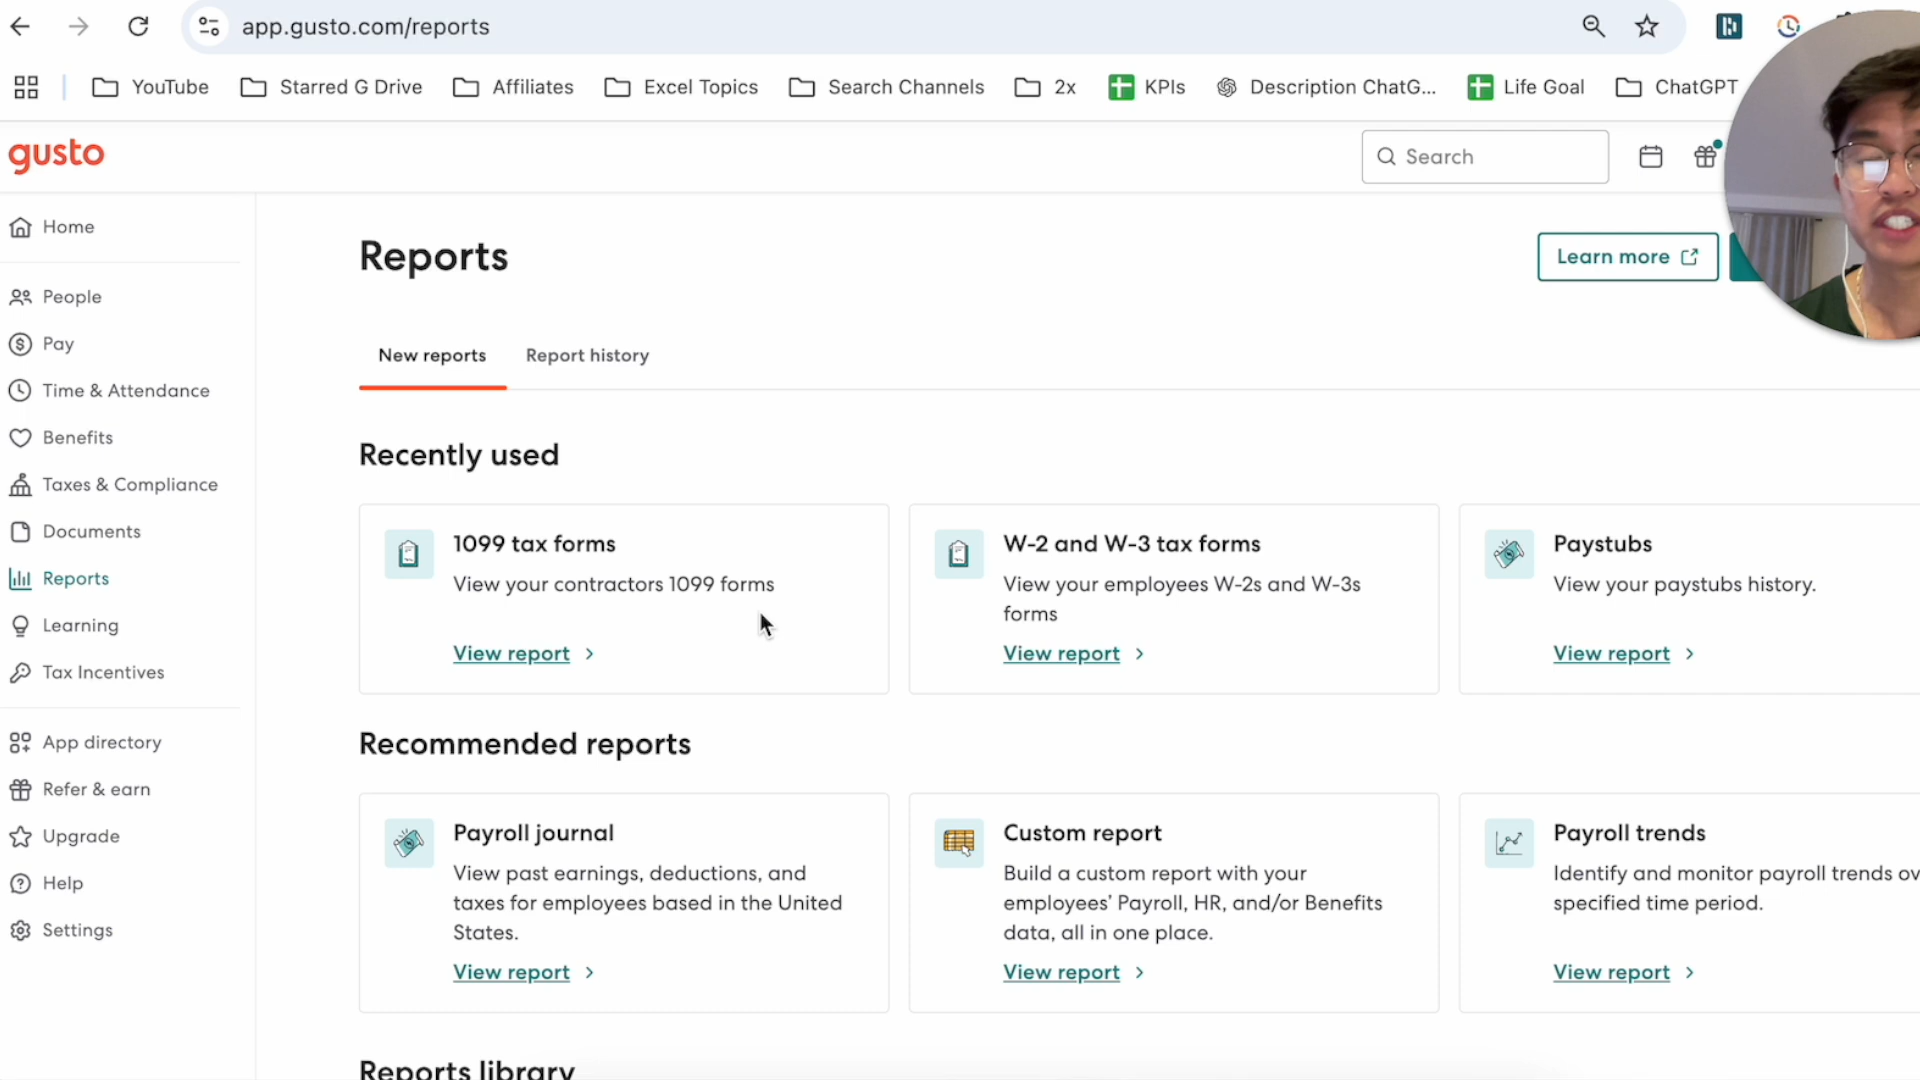 app.gusto.com/reports
YouTube Starred G Drive Affiliates Excel Topics Search Channels 2x KPIs Description ChatG... Life Goal ChatGPT
gusto
Search
Home
People
Pay
Time & Attendance
Benefits
Taxes & Compliance
Documents
Reports
Learning
Tax Incentives
App directory
Refer & earn
Upgrade
Help
Settings
Reports
Learn more
New reports Report history
Recently used
1099 tax forms
View your contractors 1099 forms
View report
W-2 and W-3 tax forms
View your employees W-2s and W-3s
forms
View report
Paystubs
View your paystubs history.
View report
Recommended reports
Payroll journal
View past earnings, deductions, and
taxes for employees based in the United
States.
View report
Custom report
Build a custom report with your
employees' Payroll, HR, and/or Benefits
data, all in one place.
View report
Payroll trends
Identify and monitor payroll trends ov
specified time period.
View report
Reports library